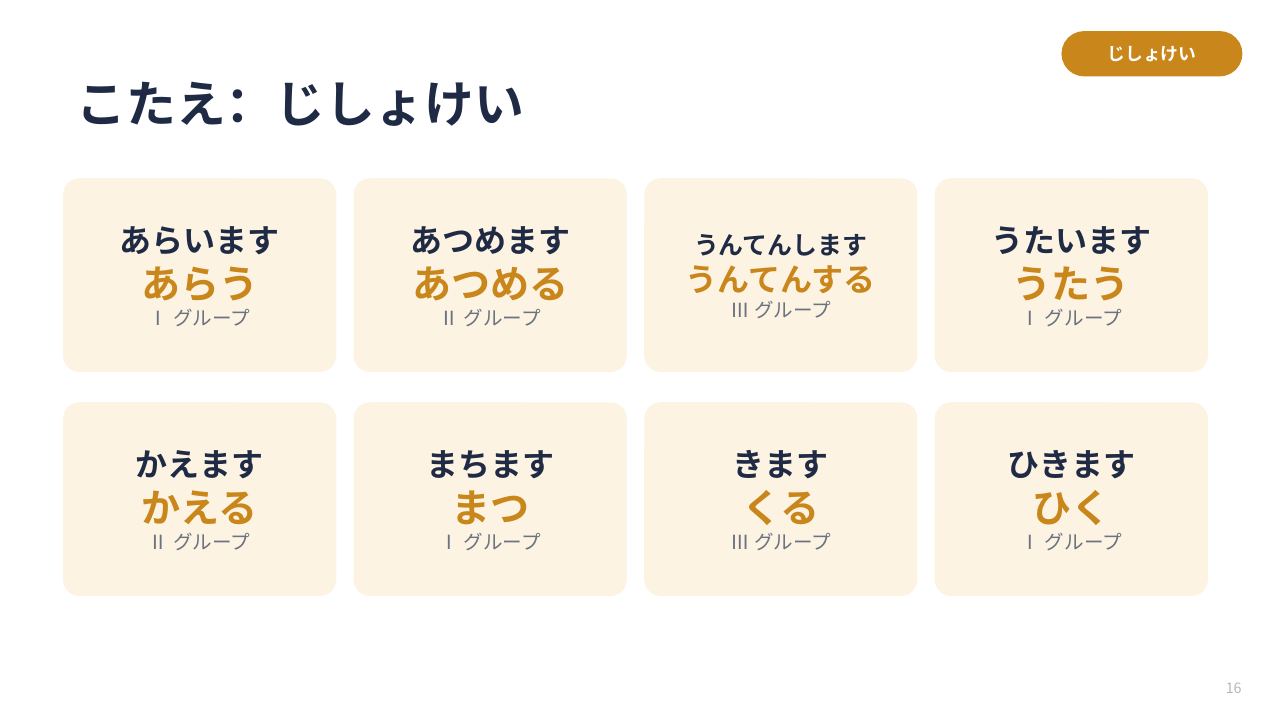 じしょけい
こたえ：じしょけい
あらいます
あらう
Ⅰ グループ
あつめます
あつめる
Ⅱ グループ
うんてんします
うんてんする
Ⅲ グループ
うたいます
うたう
Ⅰ グループ
かえます
かえる
Ⅱ グループ
まちます
まつ
Ⅰ グループ
きます
くる
Ⅲ グループ
ひきます
ひく
Ⅰ グループ
16